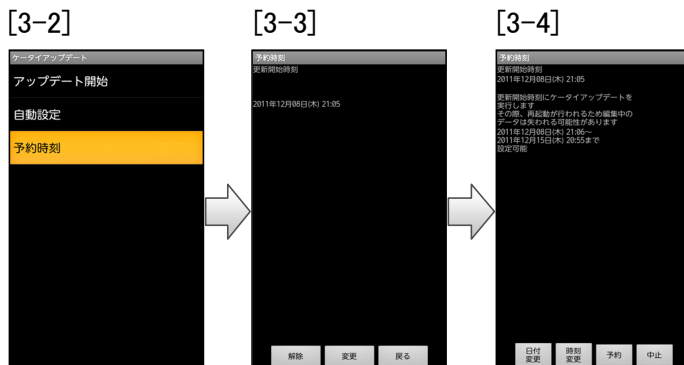 [3-2]
ケータイアップデート
アップデート開始
自動設定
予約時刻
[3-3]
予約時刻
更新開始時刻
2011年12月08日(木) 21:05
解除
変更
戻る
[3-4]
予約時刻
更新開始時刻
2011年12月08日(木) 21:05
更新開始時刻にケータイアップデートを
実行します
その際、再起動が行われるため編集中の
データは失われる可能性があります
2011年12月08日(木) 21:06~
2011年12月15日(木) 20:55まで
設定可能
日付
変更
時刻
変更
予約
中止